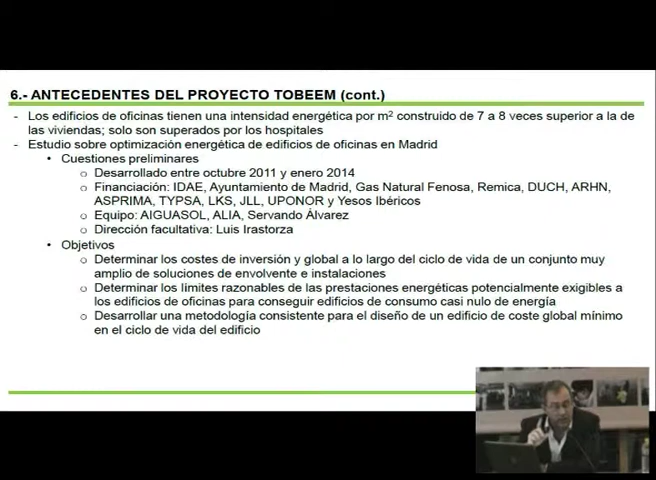 6.- ANTECEDENTES DEL PROYECTO TOBEEM (cont.)
- Los edificios de oficinas tienen una intensidad energética por m² construido de 7 a 8 veces superior a la de
las viviendas; solo son superados por los hospitales
- Estudio sobre optimización energética de edificios de oficinas en Madrid
• Cuestiones preliminares
o Desarrollado entre octubre 2011 y enero 2014
o Financiación: IDAE, Ayuntamiento de Madrid, Gas Natural Fenosa, Remica, DUCH, ARHN,
ASPRIMA, TYPSA, LKS, JLL, UPONOR y Yesos Ibéricos
o Equipo: AIGUASOL, ALIA, Servando Álvarez
o Dirección facultativa: Luis Irastorza
• Objetivos
o Determinar los costes de inversión y global a lo largo del ciclo de vida de un conjunto muy
amplio de soluciones de envolvente e instalaciones
o Determinar los límites razonables de las prestaciones energéticas potencialmente exigibles a
los edificios de oficinas para conseguir edificios de consumo casi nulo de energía
o Desarrollar una metodología consistente para el diseño de un edificio de coste global mínimo
en el ciclo de vida del edificio